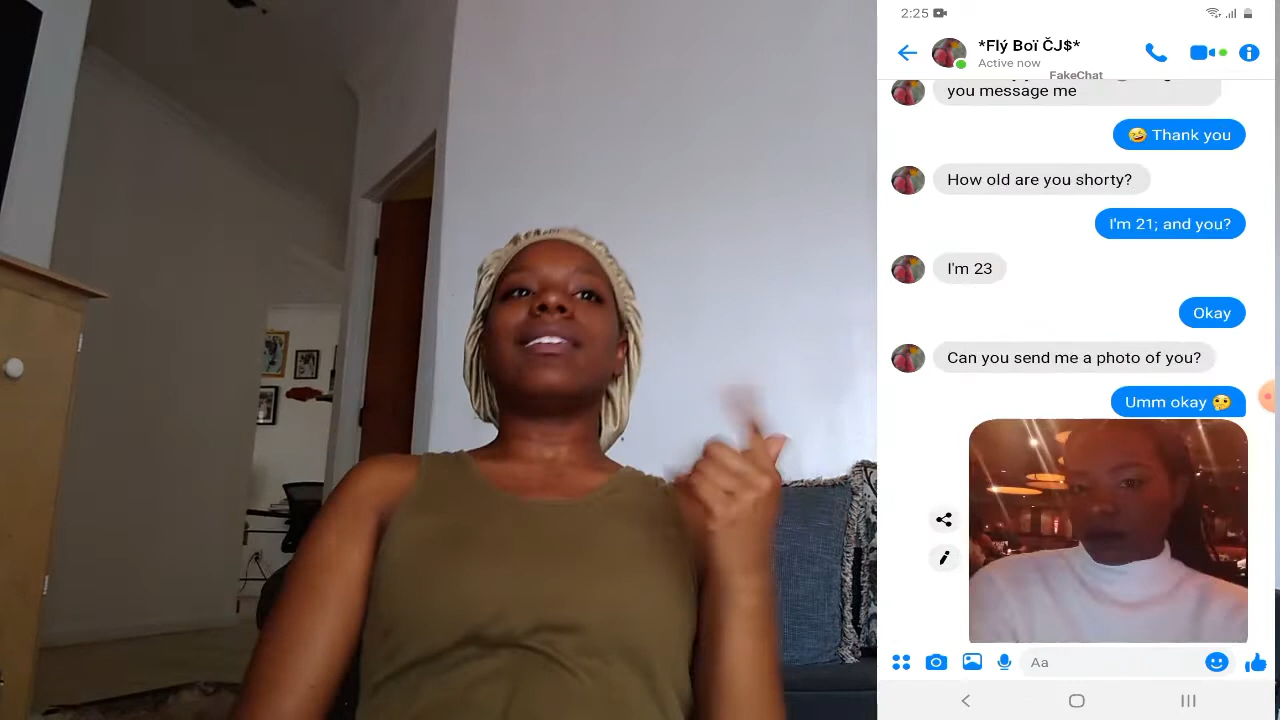 2:25
*Flý Boï ČJ$*
Active now
FakeChat
you message me
🤣 Thank you
How old are you shorty?
I'm 21; and you?
I'm 23
Okay
Can you send me a photo of you?
Umm okay 🤔
Aa